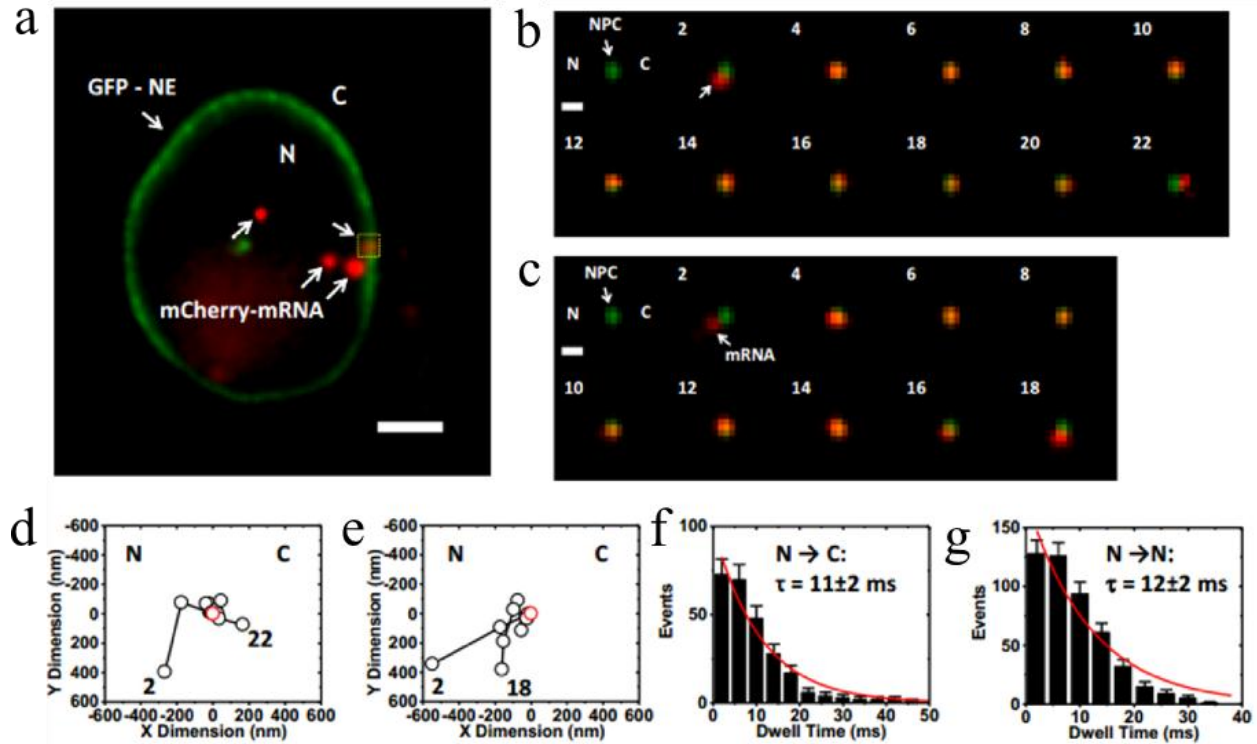 a
GFP - NE
C
N
mCherry-mRNA
b
NPC
2 4 6 8 10
N C
12 14 16 18 20 22
c
NPC
2 4 6 8
N C
mRNA
10 12 14 16 18
d
Y Dimension (nm)
-600
-400
-200
0
200
400
600
N C
22
2
-600 -400 -200 0 200 400 600
X Dimension (nm)
e
Y Dimension (nm)
-600
-400
-200
0
200
400
600
N C
2 18
-600 -400 -200 0 200 400 600
X Dimension (nm)
f
Events
100
50
0
N → C:
τ = 11±2 ms
0 10 20 30 40 50
Dwell Time (ms)
g
Events
150
100
50
0
N →N:
τ = 12±2 ms
0 10 20 30 40
Dwell Time (ms)